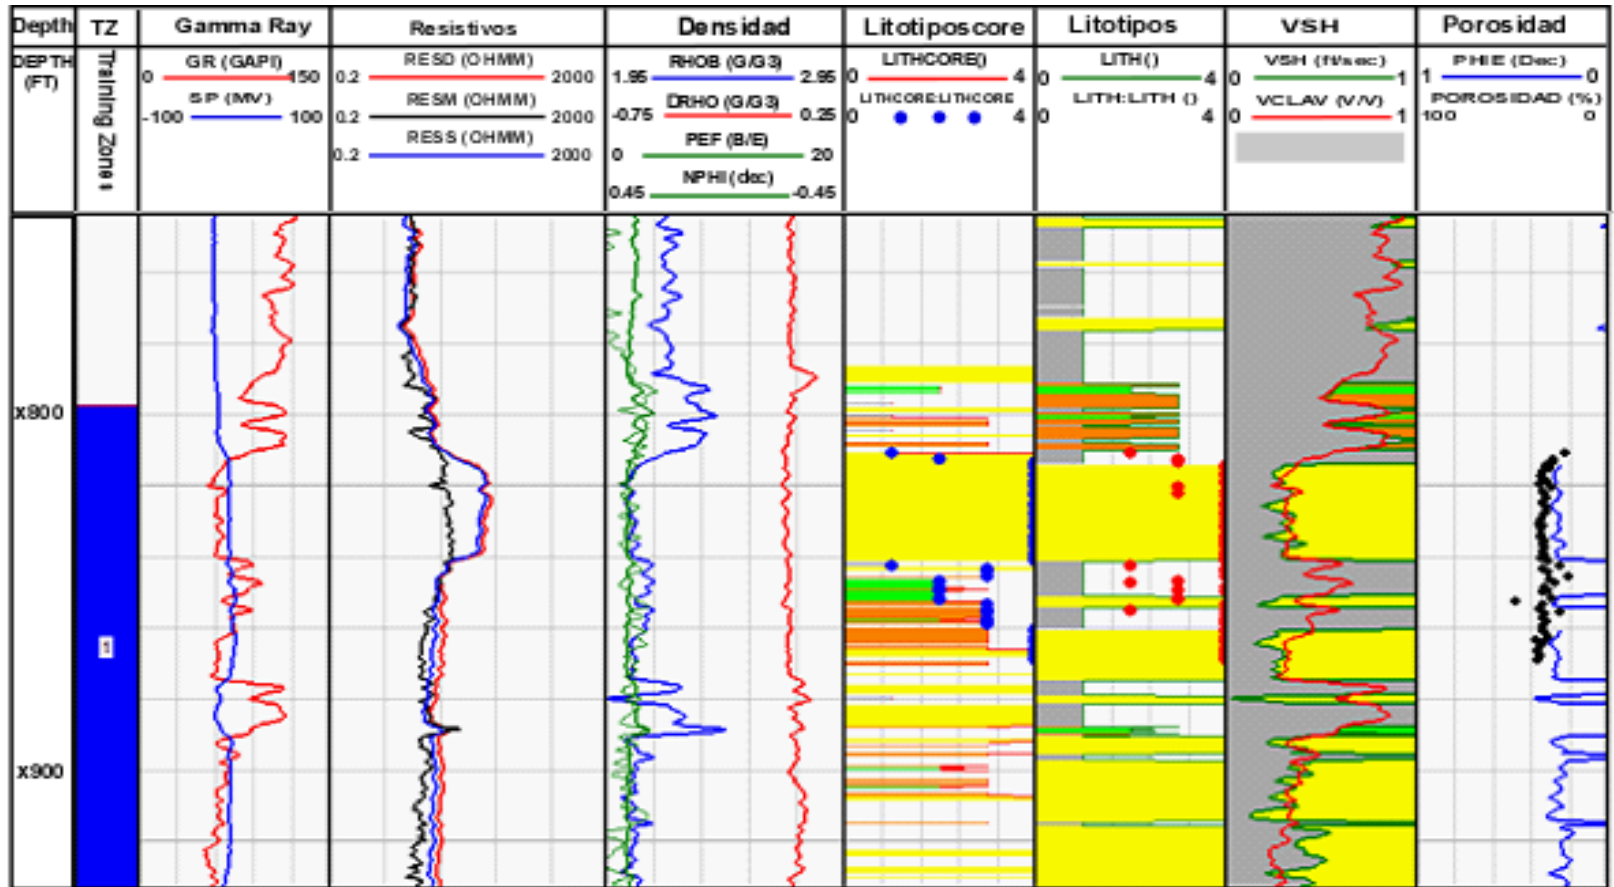 Depth TZ Gamma Ray Resistivos Densidad Litotiposcore Litotipos VSH Porosidad
DEPTH (FT)
Training Zones
GR (GAPI)
0 150
SP (MV)
-100 100
RESD (OHMM)
0.2 2000
RESM (OHMM)
0.2 2000
RESS (OHMM)
0.2 2000
RHOB (G/G3)
1.95 2.95
DRHO (G/G3)
-0.75 0.25
PEF (B/E)
0 20
NPHI (dec)
0.45 -0.45
LITHCORE()
0 4
LITHCORE:LITHCORE
0 4
LITH()
0 4
LITH:LITH ()
0 4
VSH (ft/sec)
0 1
VCLAV (V/V)
0 1
PHIE (Dec)
1 0
POROSIDAD (%)
100 0
x800
1
x900